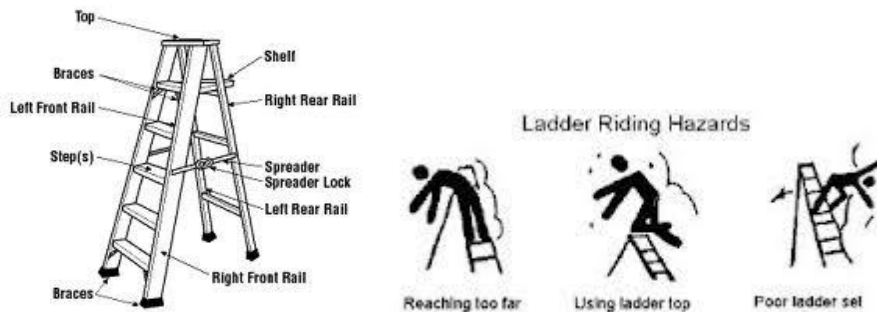 Top
Shelf
Braces
Left Front Rail
Right Rear Rail
Step(s)
Spreader
Spreader Lock
Left Rear Rail
Right Front Rail
Braces
Ladder Riding Hazards
Reaching too far
Using ladder top
Poor ladder set